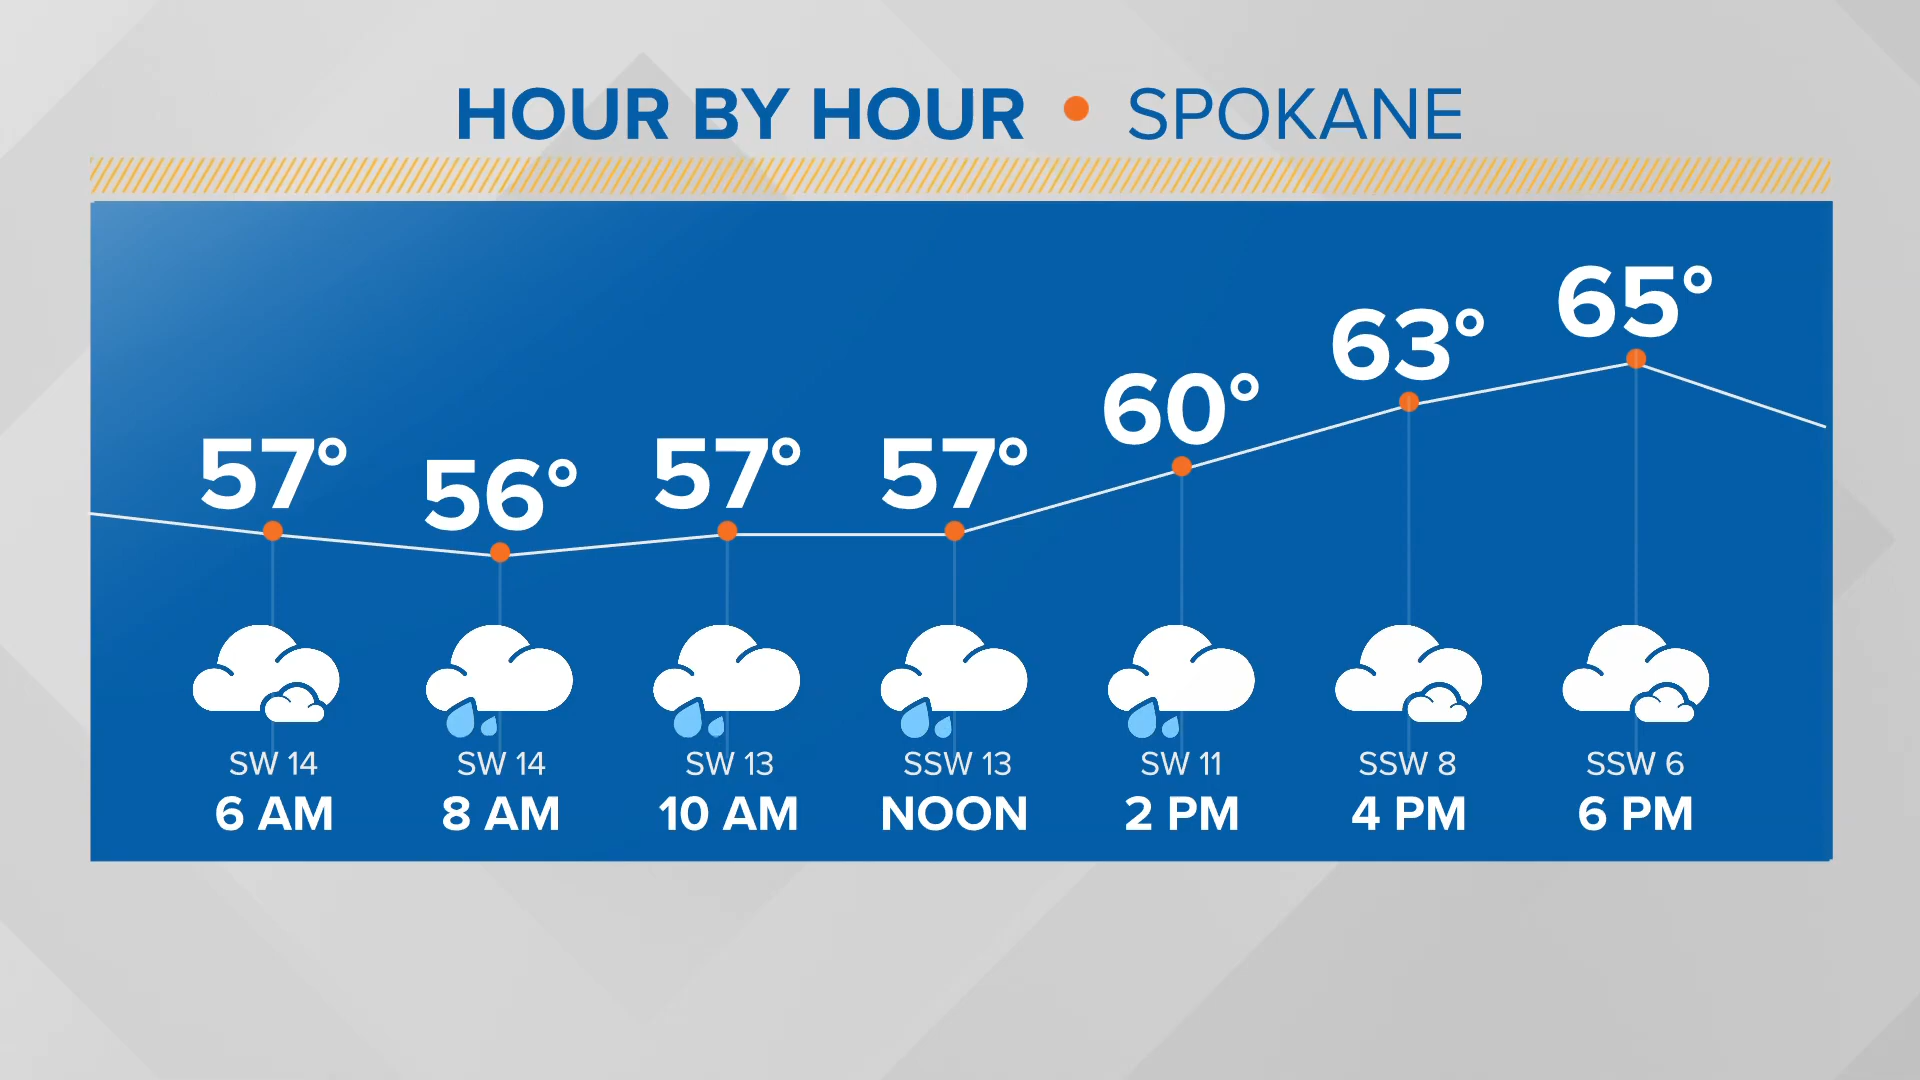 HOUR BY HOUR • SPOKANE
57° 56° 57° 57° 60° 63° 65°
SW 14 SW 14 SW 13 SSW 13 SW 11 SSW 8 SSW 6
6 AM 8 AM 10 AM NOON 2 PM 4 PM 6 PM